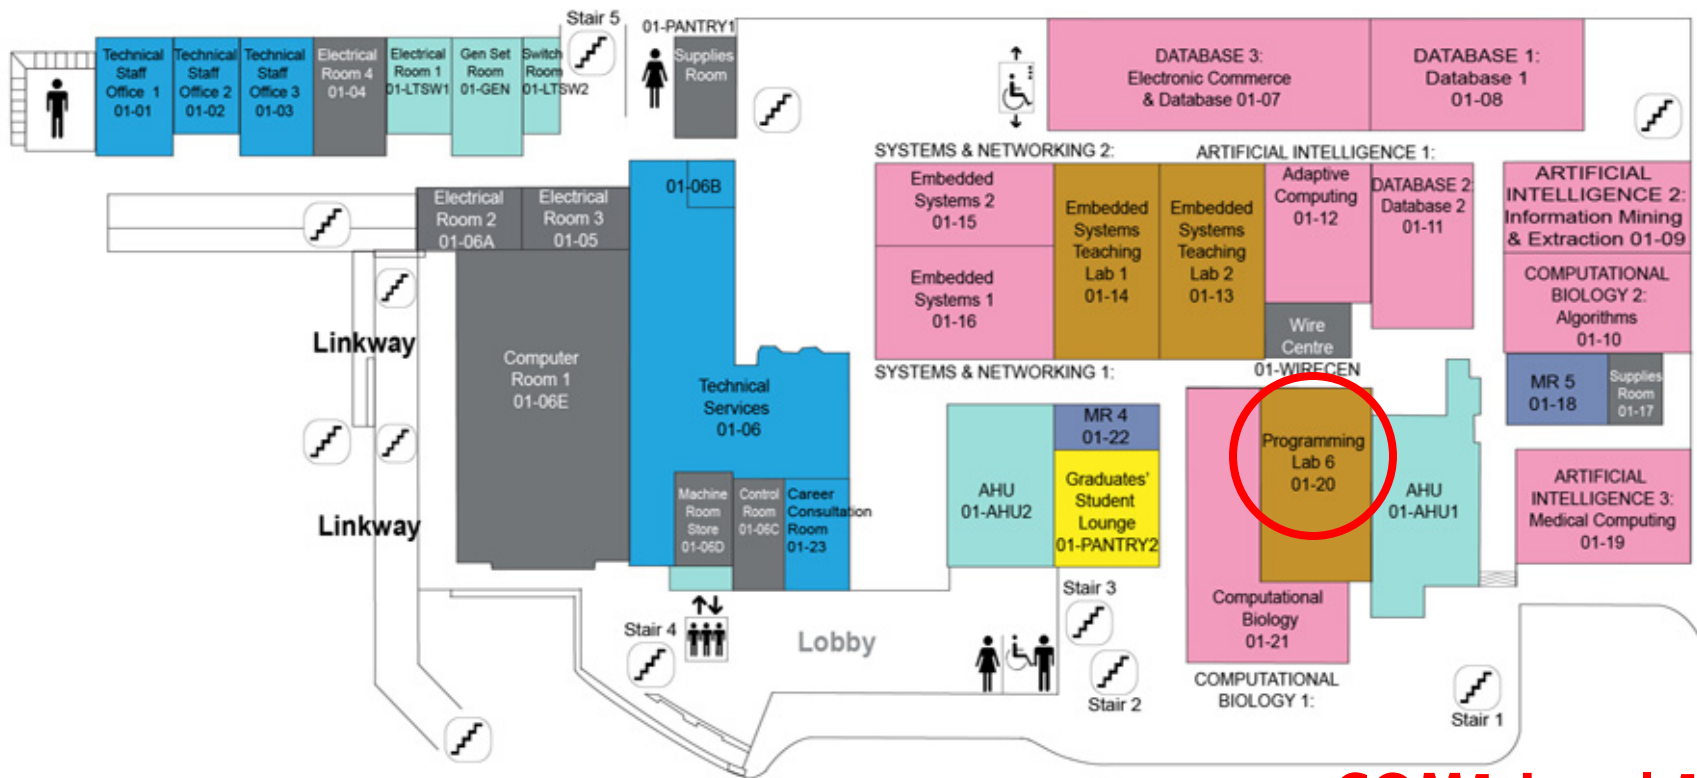 Stair 5
01-PANTRY1
Technical
Staff
Office 1
01-01
Technical
Staff
Office 2
01-02
Technical
Staff
Office 3
01-03
Electrical
Room 4
01-04
Electrical
Room 1
01-LTSW1
Gen Set
Room
01-GEN
Switch
Room
01-LTSW2
Supplies
Room
DATABASE 3:
Electronic Commerce
& Database 01-07
DATABASE 1:
Database 1
01-08
SYSTEMS & NETWORKING 2:
ARTIFICIAL INTELLIGENCE 1:
Electrical
Room 2
01-06A
Electrical
Room 3
01-05
01-06B
Embedded
Systems 2
01-15
Embedded
Systems 1
01-16
Embedded
Systems
Teaching
Lab 1
01-14
Embedded
Systems
Teaching
Lab 2
01-13
Adaptive
Computing
01-12
DATABASE 2:
Database 2
01-11
ARTIFICIAL
INTELLIGENCE 2:
Information Mining
& Extraction 01-09
COMPUTATIONAL
BIOLOGY 2:
Algorithms
01-10
Wire
Centre
01-WIRECEN
Linkway
Computer
Room 1
01-06E
Technical
Services
01-06
SYSTEMS & NETWORKING 1:
MR 5
01-18
Supplies
Room
01-17
MR 4
01-22
Programming
Lab 6
01-20
Linkway
Machine
Room
Store
01-06D
Control
Room
01-06C
Career
Consultation
Room
01-23
AHU
01-AHU2
Graduates'
Student
Lounge
01-PANTRY2
AHU
01-AHU1
ARTIFICIAL
INTELLIGENCE 3:
Medical Computing
01-19
Stair 4
Lobby
Stair 3
Stair 2
Computational
Biology
01-21
COMPUTATIONAL
BIOLOGY 1:
Stair 1